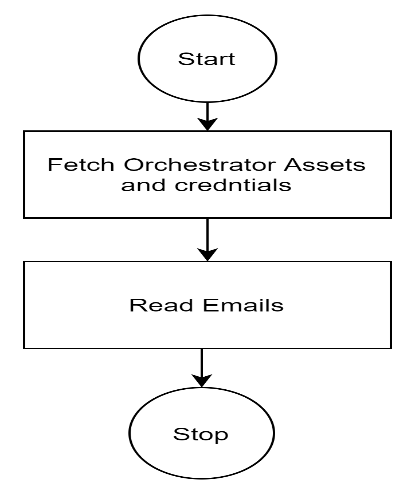 Start
Fetch Orchestrator Assets
and credntials
Read Emails
Stop